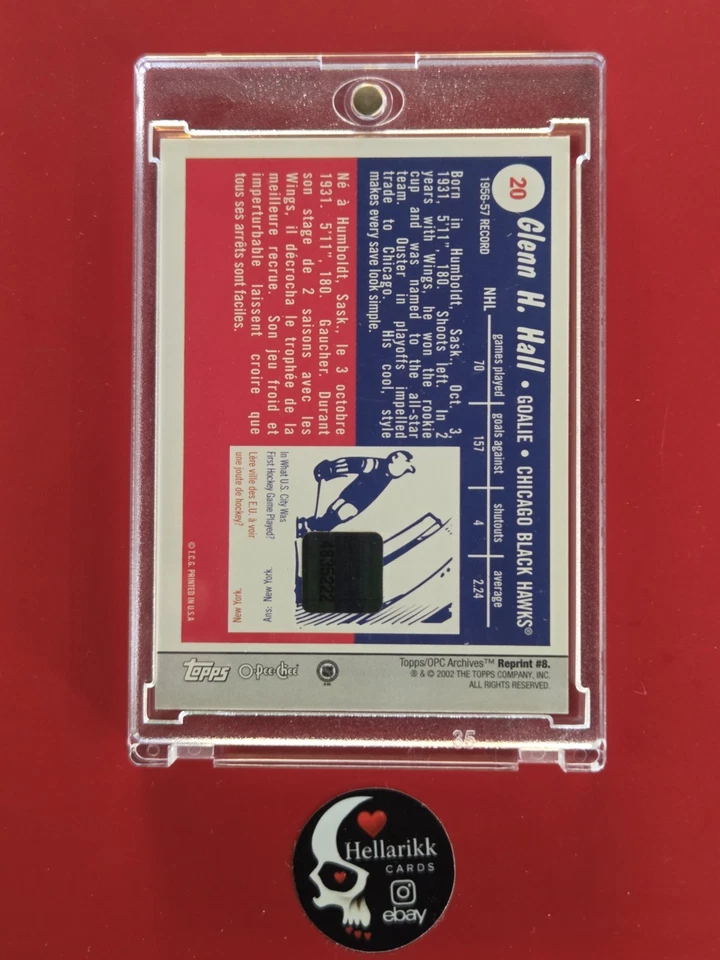 20 Glenn H. Hall • GOALIE • CHICAGO BLACK HAWKS®
1956-57 RECORD
games played goals against shutouts average
NHL 70 157 4 2.24
Born in Humboldt, Sask., Oct. 3,
1931. 5'11", 180. Shoots left. In 2
years with Wings, he won the rookie
cup and was named to the all-star
team. Ouster in playoffs impelled
trade to Chicago. His cool, style
makes every save look simple.
Né à Humboldt, Sask., le 3 octobre
1931. 5'11", 180. Gaucher. Durant
son stage de 2 saisons avec les
Wings, il décrocha le trophée de la
meilleure recrue. Son jeu froid et
imperturbable laissent croire que
tous ses arrêts sont faciles.
In What U.S. City Was
First Hockey Game Played?
Ans: New York.
1.ère ville des E.U. à voir
une joute de hockey?
New York.
© T.C.G. PRINTED IN U.S.A
Topps/OPC Archives™ Reprint #8.
® & © 2002 THE TOPPS COMPANY, INC.
ALL RIGHTS RESERVED.
topps O-Pee-Chee
35
Hellarikk
CARDS
ebay